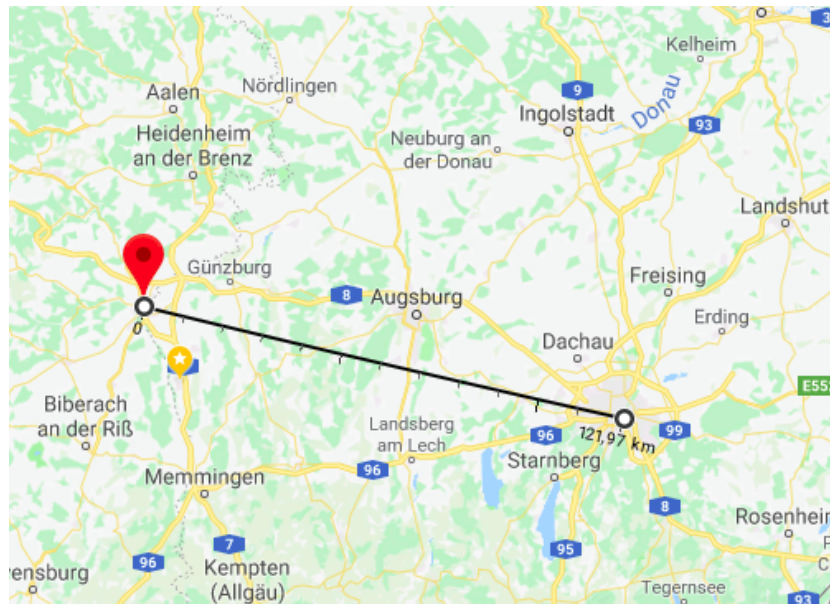 Kelheim
Aalen
Nördlingen
9
Ingolstadt
Donau
93
Heidenheim
an der Brenz
Neuburg an
der Donau
Landshut
Günzburg
8
Augsburg
Freising
Erding
0
Dachau
Biberach
an der Riß
Landsberg
am Lech
96
121,97 km
99
Starnberg
Memmingen
96
8
Rosenhei
7
95
96
Kempten
(Allgäu)
ensburg
Tegernsee
93